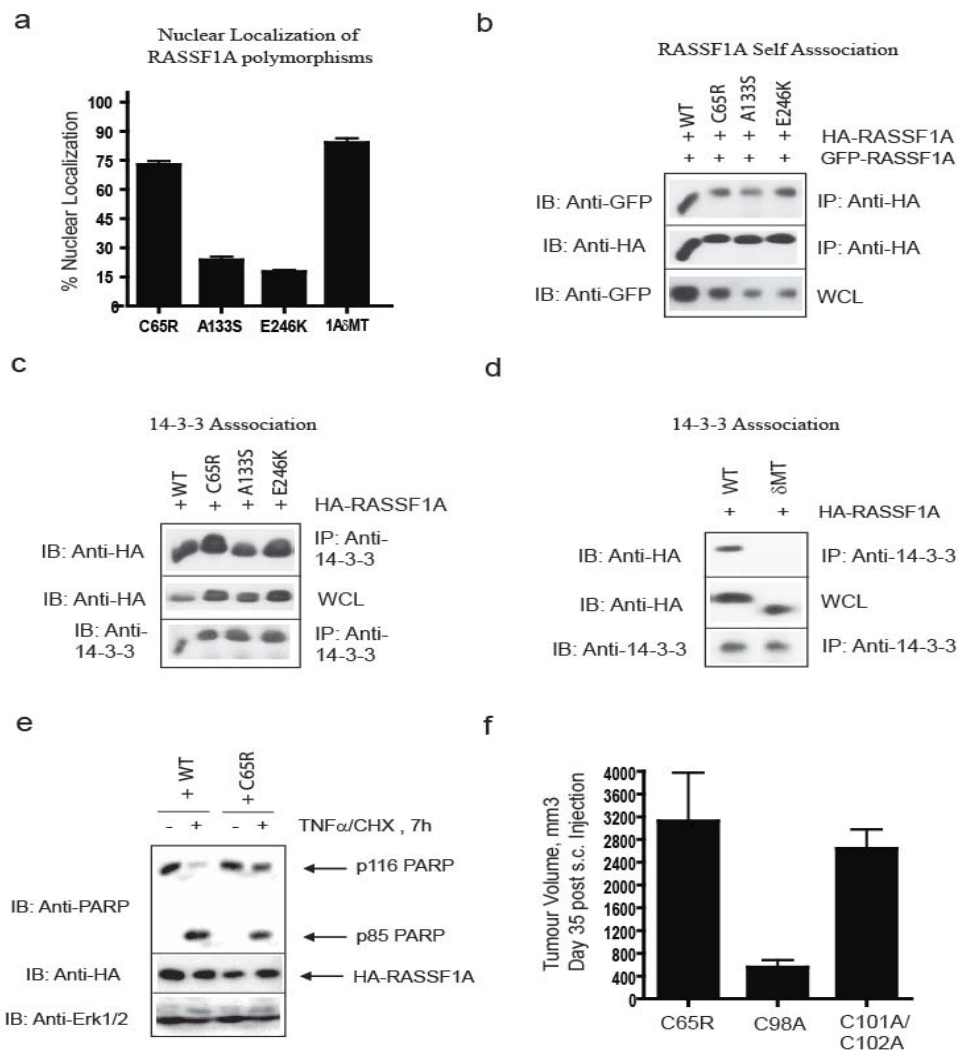 a
Nuclear Localization of
RASSF1A polymorphisms
% Nuclear Localization
100
90
75
60
45
30
15
0
C65R A133S E246K 1AδMT
b
RASSF1A Self Asssociation
WT C65R A133S E246K
+ + + + HA-RASSF1A
+ + + + GFP-RASSF1A
IB: Anti-GFP IP: Anti-HA
IB: Anti-HA IP: Anti-HA
IB: Anti-GFP WCL
c
14-3-3 Asssociation
WT C65R A133S E246K
+ + + + HA-RASSF1A
IB: Anti-HA IP: Anti-
14-3-3
IB: Anti-HA WCL
IB: Anti-
14-3-3
IP: Anti-
14-3-3
d
14-3-3 Asssociation
WT δMT
+ + HA-RASSF1A
IB: Anti-HA IP: Anti-14-3-3
IB: Anti-HA WCL
IB: Anti-14-3-3 IP: Anti-14-3-3
e
+ WT + C65R
- + - + TNFα/CHX , 7h
p116 PARP
IB: Anti-PARP
p85 PARP
IB: Anti-HA HA-RASSF1A
IB: Anti-Erk1/2
f
Tumour Volume, mm3
Day 35 post s.c. Injection
4000
3600
3200
2800
2400
2000
1600
1200
800
400
0
C65R C98A C101A/
C102A